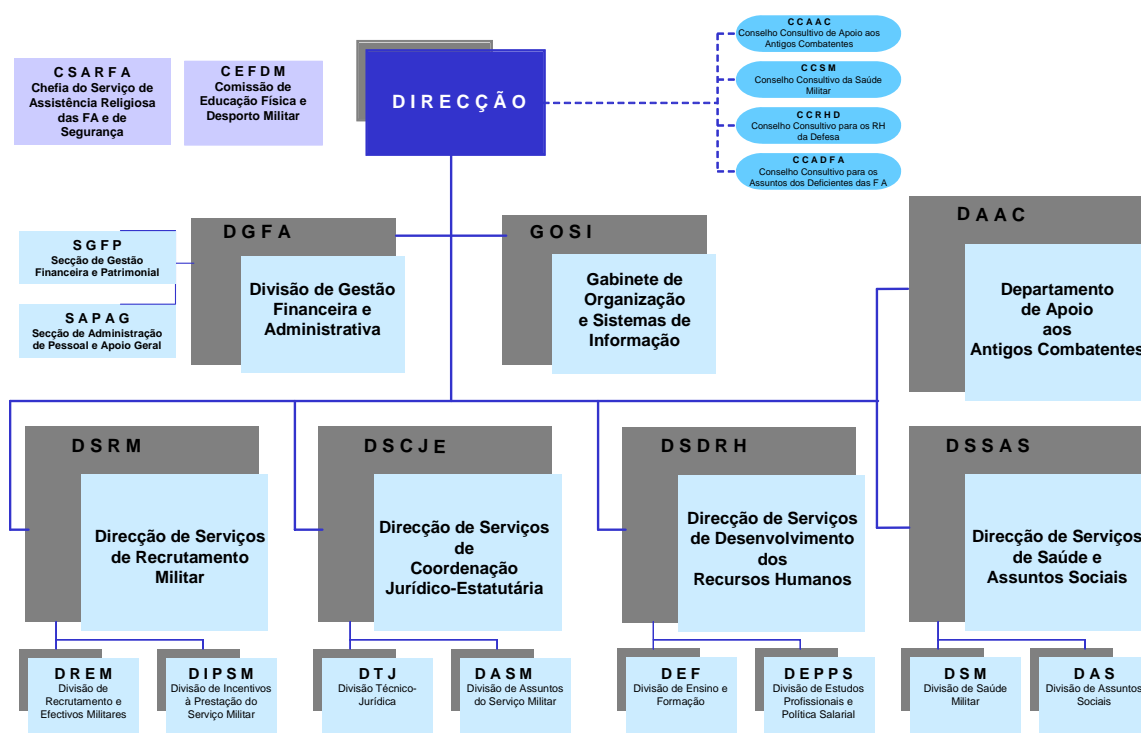 C S A R F A
Chefia do Serviço de
Assistência Religiosa
das FA e de
Segurança
C E F D M
Comissão de
Educação Física e
Desporto Militar
D I R E C Ç Ã O
C C A A C
Conselho Consultivo de Apoio aos
Antigos Combatentes
C C S M
Conselho Consultivo da Saúde
Militar
C C R H D
Conselho Consultivo para os RH
da Defesa
C C A D F A
Conselho Consultivo para os
Assuntos dos Deficientes das F A
S G F P
Secção de Gestão
Financeira e Patrimonial
S A P A G
Secção de Administração
de Pessoal e Apoio Geral
D G F A
Divisão de Gestão
Financeira e
Administrativa
G O S I
Gabinete de
Organização
e Sistemas de
Informação
D A A C
Departamento
de Apoio
aos
Antigos Combatentes
D S R M
Direcção de Serviços
de Recrutamento
Militar
D S C J E
Direcção de Serviços
de
Coordenação
Jurídico-Estatutária
D S D R H
Direcção de Serviços
de Desenvolvimento
dos
Recursos Humanos
D S S A S
Direcção de Serviços
de Saúde e
Assuntos Sociais
D R E M
Divisão de
Recrutamento e
Efectivos Militares
D I P S M
Divisão de Incentivos
à Prestação do
Serviço Militar
D T J
Divisão Técnico-
Jurídica
D A S M
Divisão de Assuntos
do Serviço Militar
D E F
Divisão de Ensino e
Formação
D E P P S
Divisão de Estudos
Profissionais e
Política Salarial
D S M
Divisão de Saúde
Militar
D A S
Divisão de Assuntos
Sociais